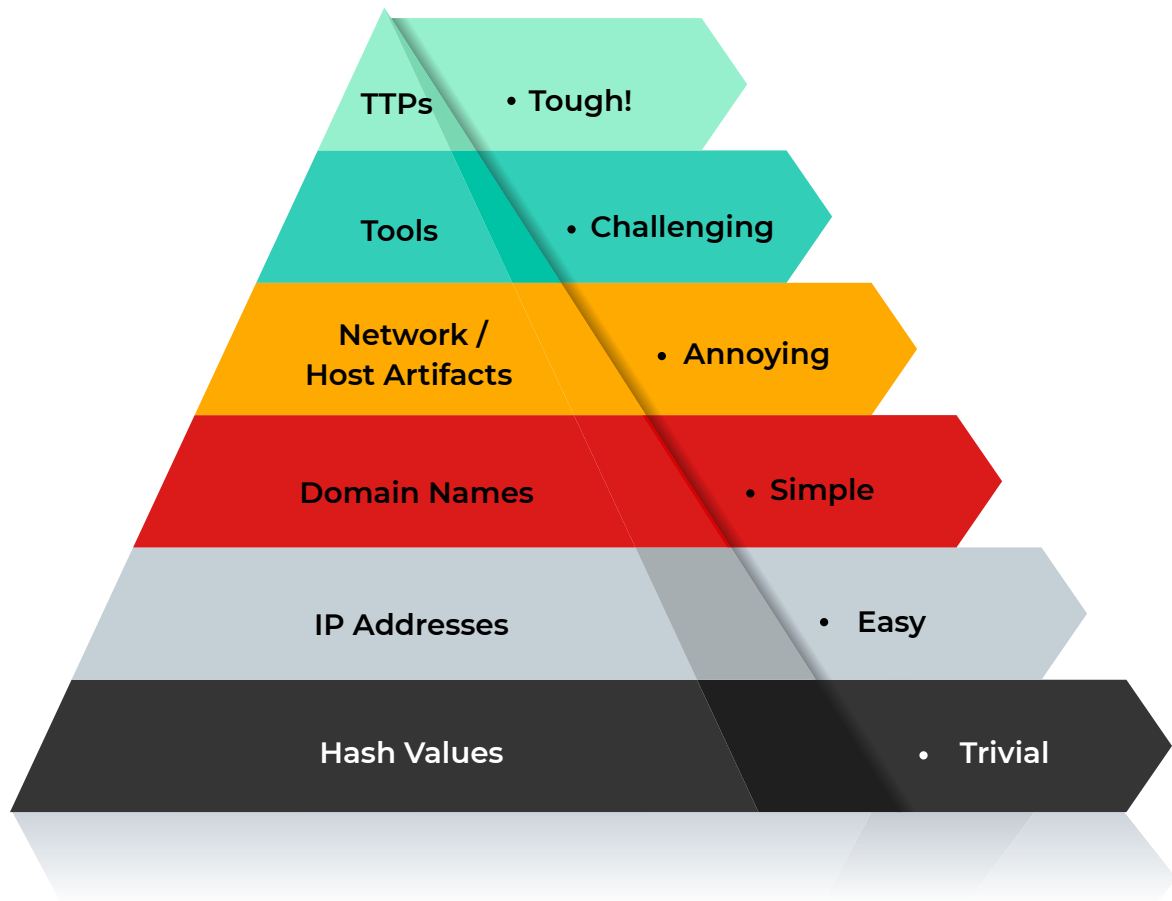 TTPs
• Tough!
Tools
• Challenging
Network /
Host Artifacts
• Annoying
Domain Names
• Simple
IP Addresses
• Easy
Hash Values
• Trivial